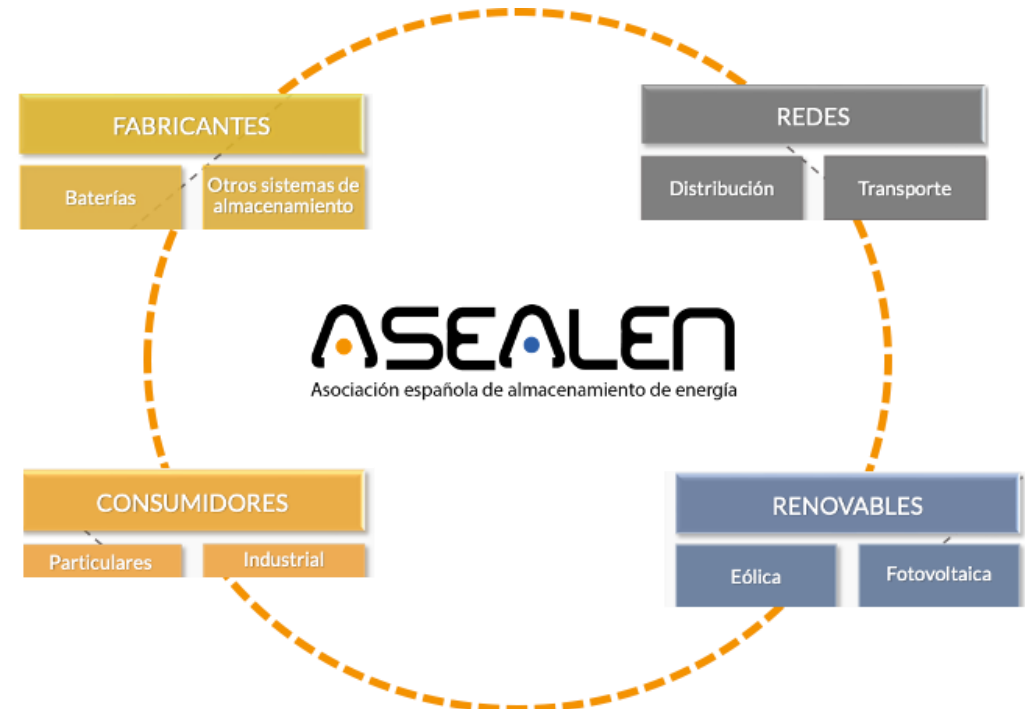 FABRICANTES
Baterías
Otros sistemas de
almacenamiento
REDES
Distribución
Transporte
ASEALEN
Asociación española de almacenamiento de energía
CONSUMIDORES
Particulares
Industrial
RENOVABLES
Eólica
Fotovoltaica